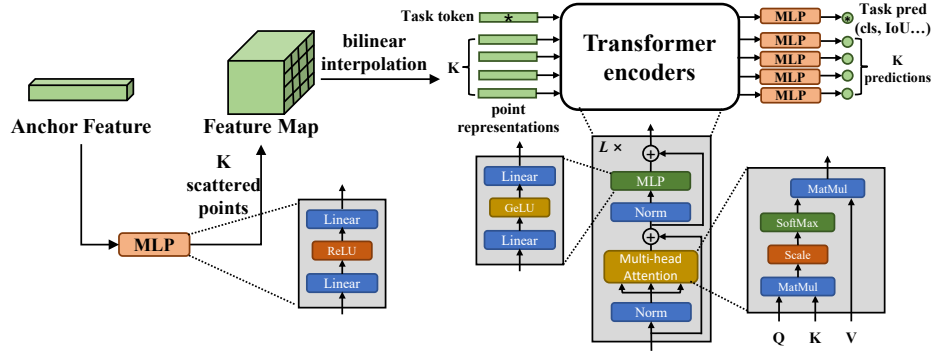 Task token
*
K
bilinear
interpolation
point
representations
Transformer
encoders
MLP
MLP
MLP
MLP
MLP
*
Task pred
(cls, IoU…)
K
predictions
Anchor Feature
Feature Map
K
scattered
points
MLP
Linear
ReLU
Linear
Linear
GeLU
Linear
L ×
+
MLP
Norm
+
Multi-head
Attention
Norm
MatMul
SoftMax
Scale
MatMul
Q
K
V